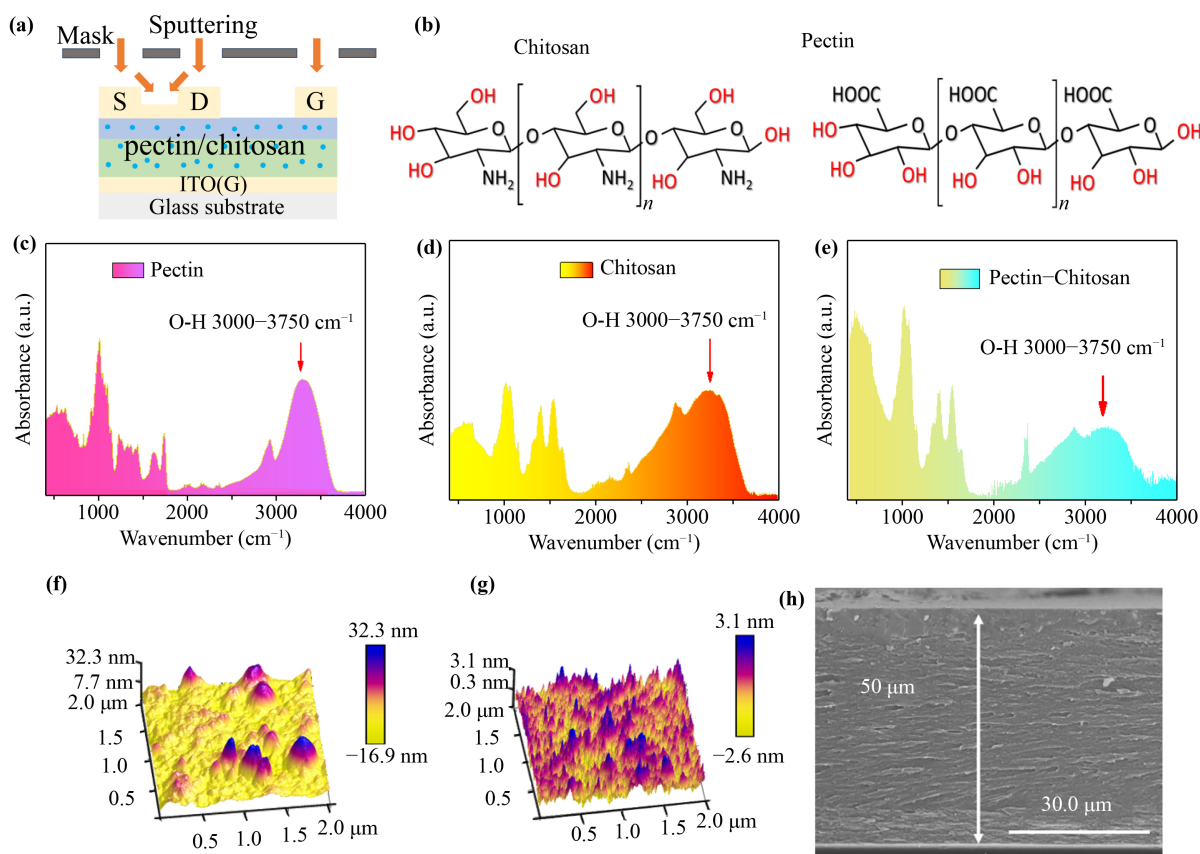 (a)
Mask
Sputtering
S
D
G
pectin/chitosan
ITO(G)
Glass substrate
(b)
Chitosan
Pectin
OH
OH
OH
HO
O
O
O
O
O
OH
HO
HO
HO
NH2
NH2
NH2
n
HOOC
HOOC
HOOC
HO
O
O
O
O
O
OH
HO
OH
HO
OH
HO
OH
n
(c)
Pectin
O-H 3000−3750 cm−1
Absorbance (a.u.)
1000 2000 3000 4000
Wavenumber (cm−1)
(d)
Chitosan
O-H 3000−3750 cm−1
Absorbance (a.u.)
1000 2000 3000 4000
Wavenumber (cm−1)
(e)
Pectin−Chitosan
O-H 3000−3750 cm−1
Absorbance (a.u.)
1000 2000 3000 4000
Wavenumber (cm−1)
(f)
32.3 nm
7.7 nm
2.0 μm
1.5
1.0
0.5
0.5
1.0
1.5
2.0 μm
32.3 nm
−16.9 nm
(g)
3.1 nm
0.3 nm
2.0 μm
1.5
1.0
0.5
0.5
1.0
1.5
2.0 μm
3.1 nm
−2.6 nm
(h)
50 μm
30.0 μm